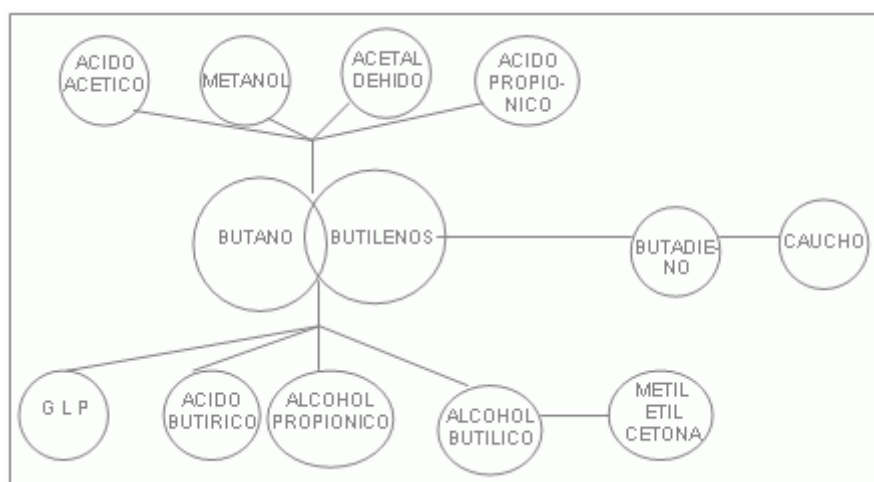 ACIDO
ACETICO
METANOL
ACETAL
DEHIDO
ACIDO
PROPIO-
NICO
BUTANO
BUTILENOS
BUTADIE-
NO
CAUCHO
G L P
ACIDO
BUTIRICO
ALCOHOL
PROPIONICO
ALCOHOL
BUTILICO
METIL
ETIL
CETONA